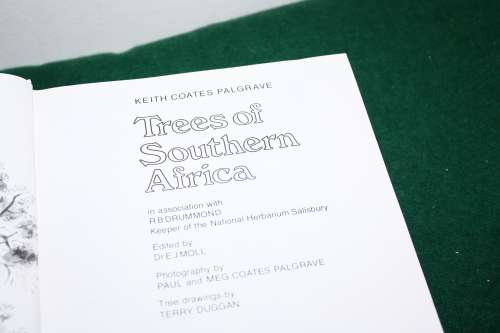 KEITH COATES PALGRAVE
Trees of
Southern
Africa
in association with
R.B.DRUMMOND
Keeper of the National Herbarium Salisbury
Edited by
Dr E.J.MOLL
Photography by
PAUL and MEG COATES PALGRAVE
Tree drawings by
TERRY DUGGAN